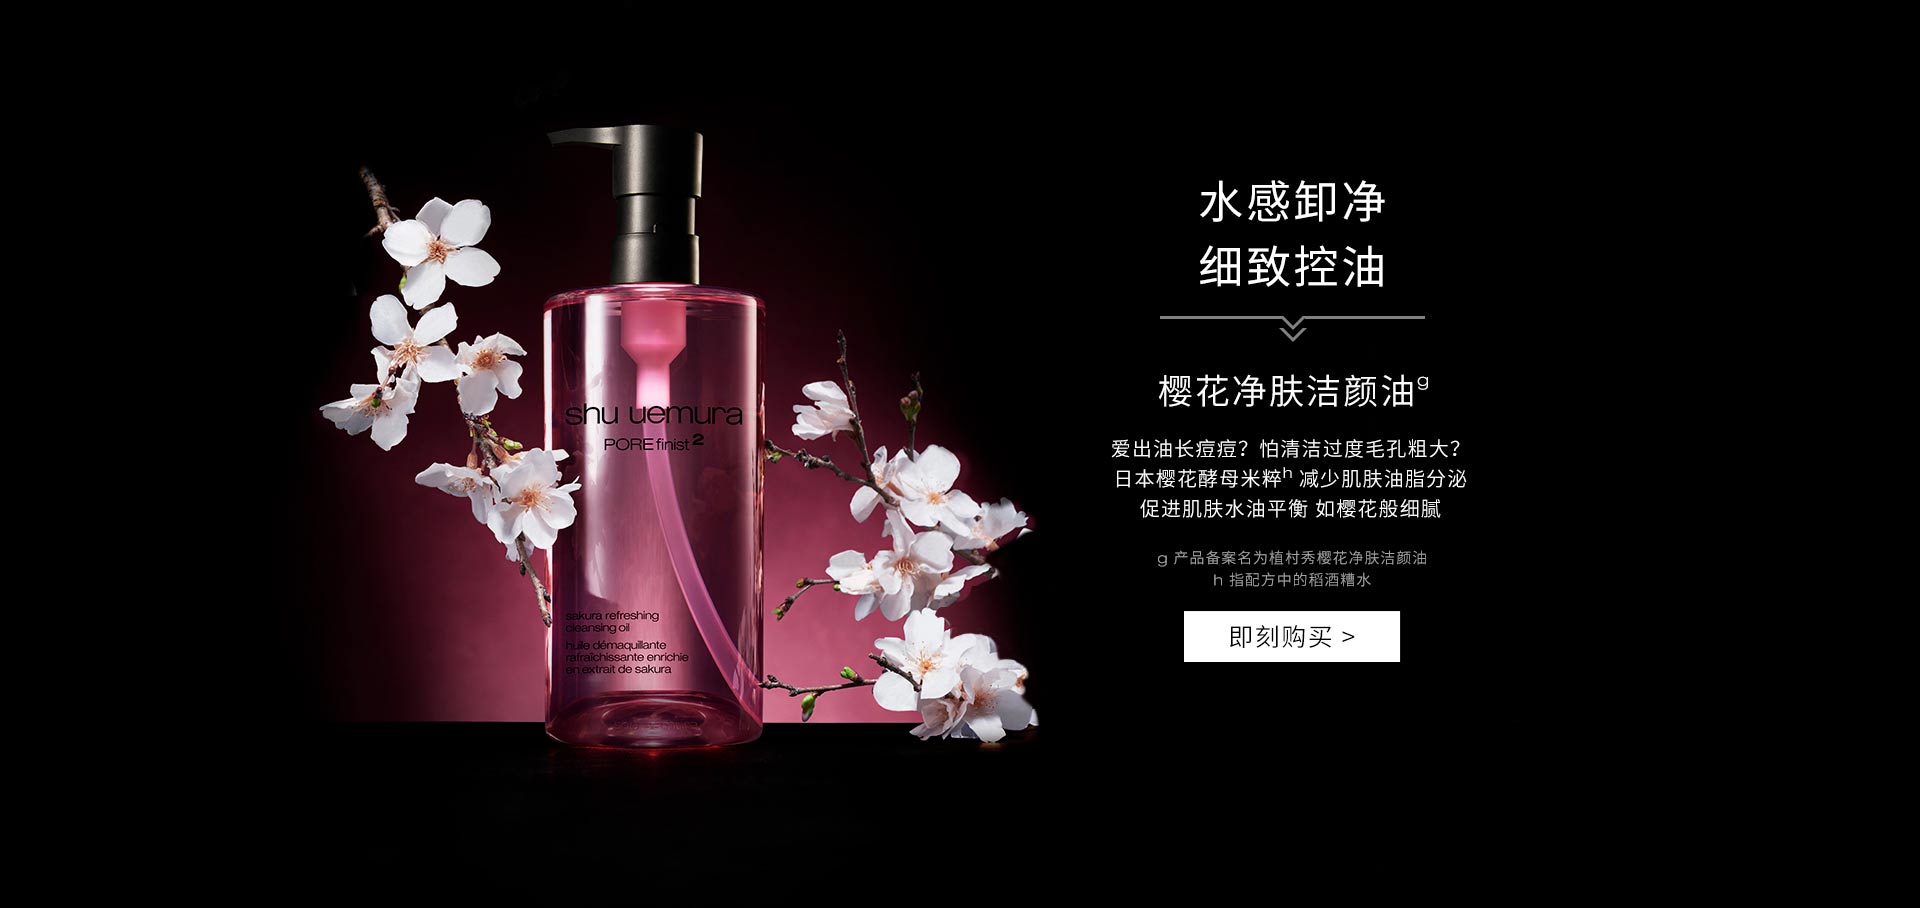 shu uemura
POREfinist²
sakura refreshing
cleansing oil
huile démaquillante
rafraîchissante enrichie
en extrait de sakura
水感卸净
细致控油
樱花净肤洁颜油g
爱出油长痘痘？怕清洁过度毛孔粗大？
日本樱花酵母米粹h 减少肌肤油脂分泌
促进肌肤水油平衡 如樱花般细腻
g 产品备案名为植村秀樱花净肤洁颜油
h 指配方中的稻酒糟水
即刻购买 >